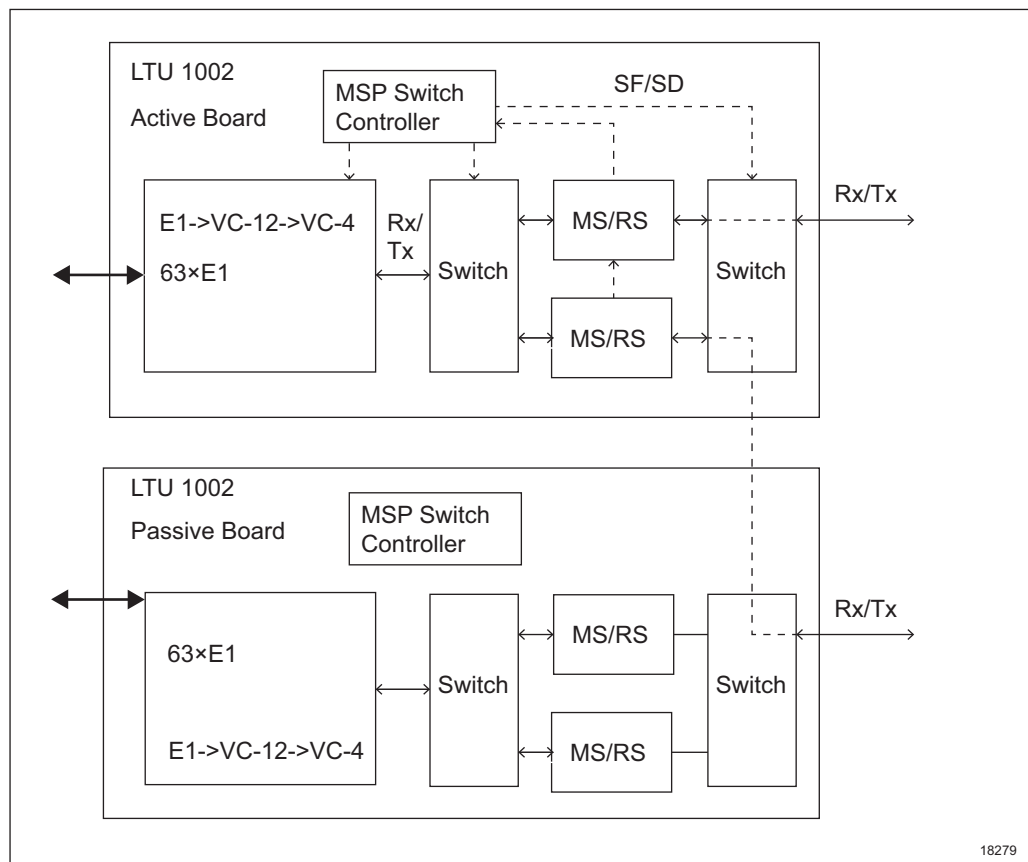 LTU 1002
Active Board
MSP Switch
Controller
SF/SD
E1->VC-12->VC-4
63×E1
Rx/
Tx
Switch
MS/RS
MS/RS
Switch
Rx/Tx
LTU 1002
Passive Board
MSP Switch
Controller
63×E1
E1->VC-12->VC-4
Switch
MS/RS
MS/RS
Switch
Rx/Tx
18279